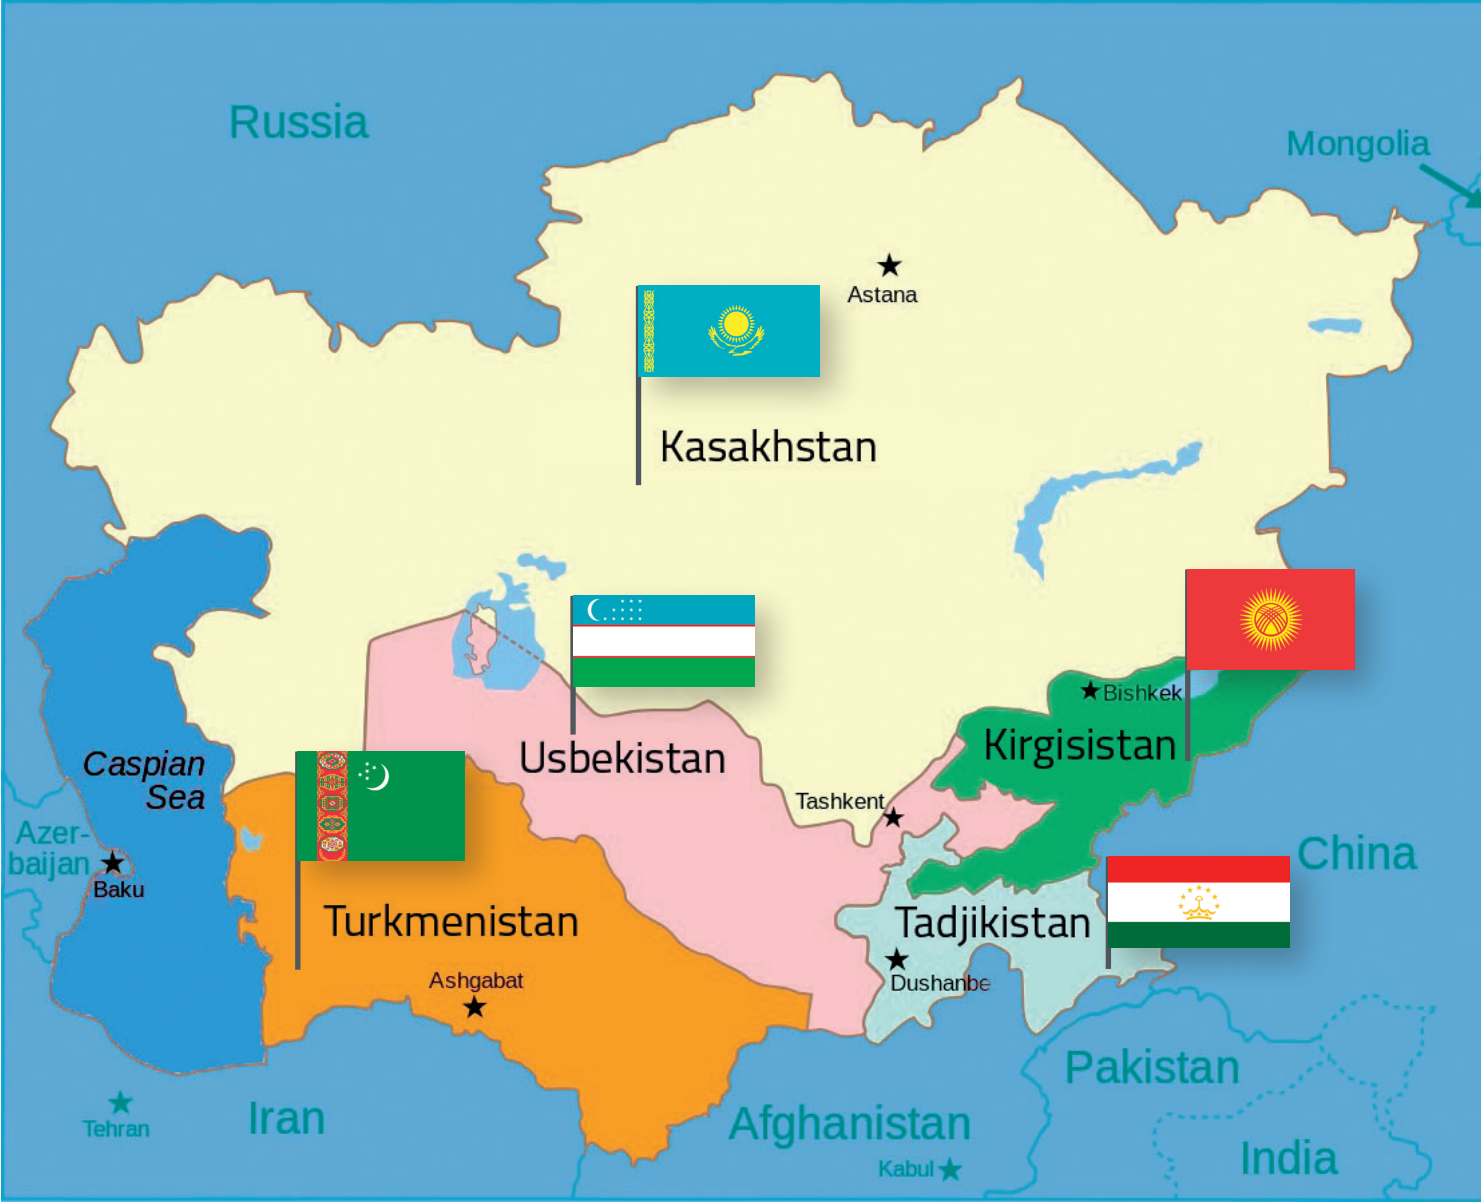 Russia
Mongolia
Astana
Kasakhstan
Bishkek
Kirgisistan
Usbekistan
Caspian
Sea
Tashkent
Azer-
baijan
Baku
China
Turkmenistan
Tadjikistan
Ashgabat
Dushanbe
Pakistan
Tehran
Iran
Afghanistan
Kabul
India